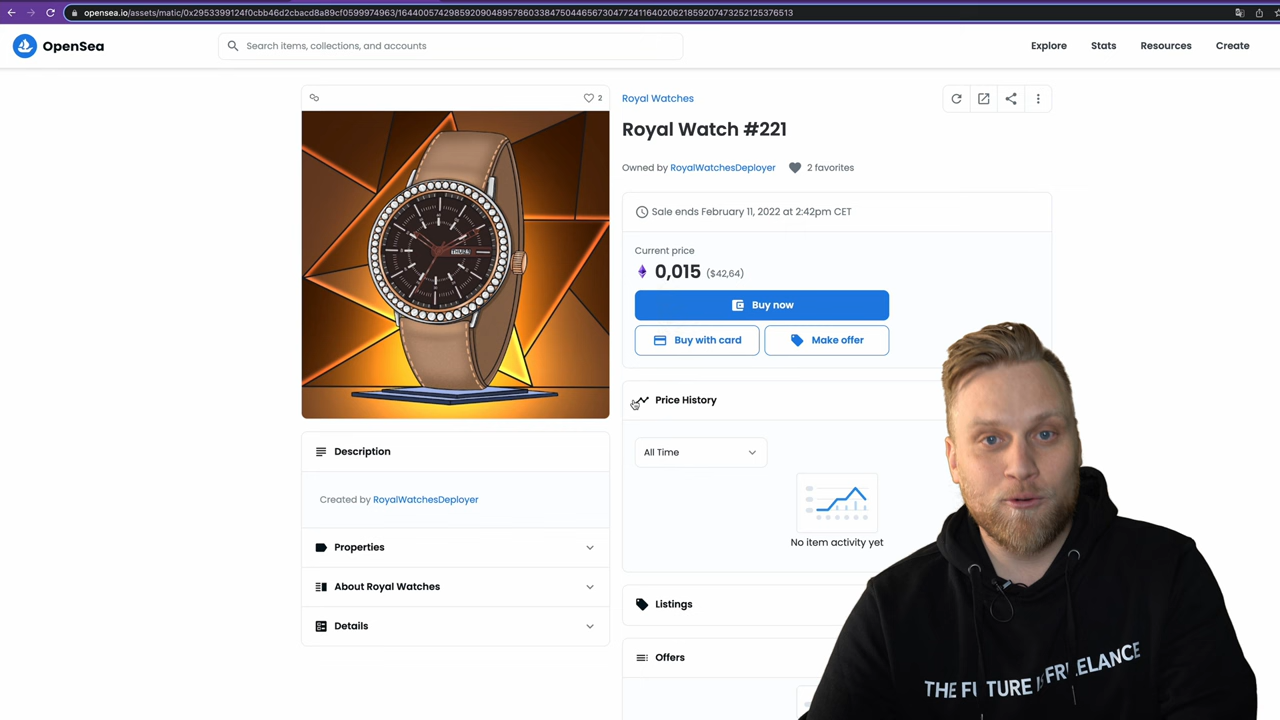 opensea.io/assets/matic/0x2953399124f0cbb46d2cbacd8a89cf0599974963/16440057429859209048957860338475044656730477241164020621859207473252125376513
OpenSea
Search items, collections, and accounts
Explore
Stats
Resources
Create
2
Royal Watches
Royal Watch #221
Owned by RoyalWatchesDeployer
2 favorites
Sale ends February 11, 2022 at 2:42pm CET
Current price
0,015 ($42,64)
Buy now
Buy with card
Make offer
Price History
All Time
No item activity yet
Listings
Offers
Description
Created by RoyalWatchesDeployer
Properties
About Royal Watches
Details
THE FUTURE IS FREELANCE